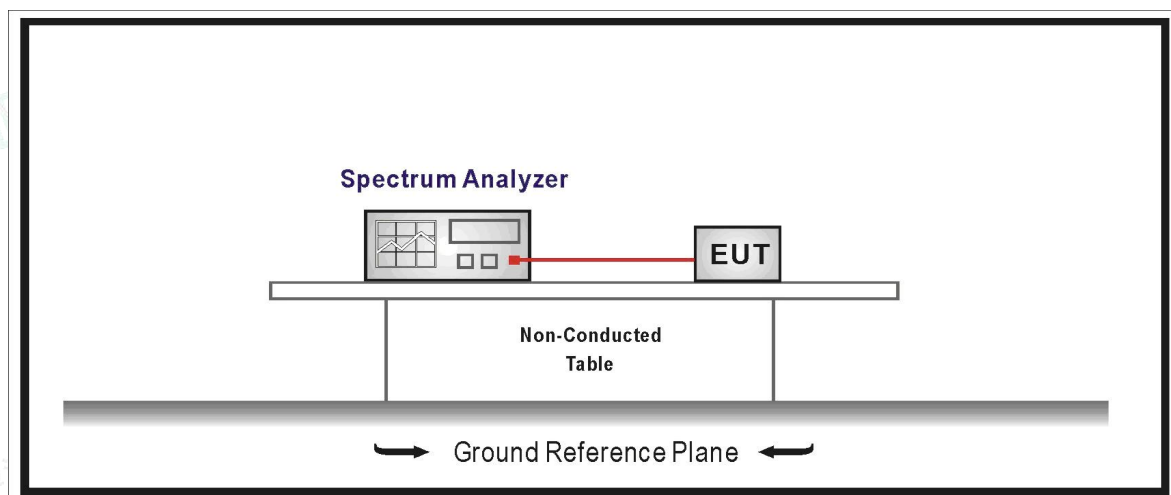 Spectrum Analyzer
EUT
Non-Conducted
Table
Ground Reference Plane